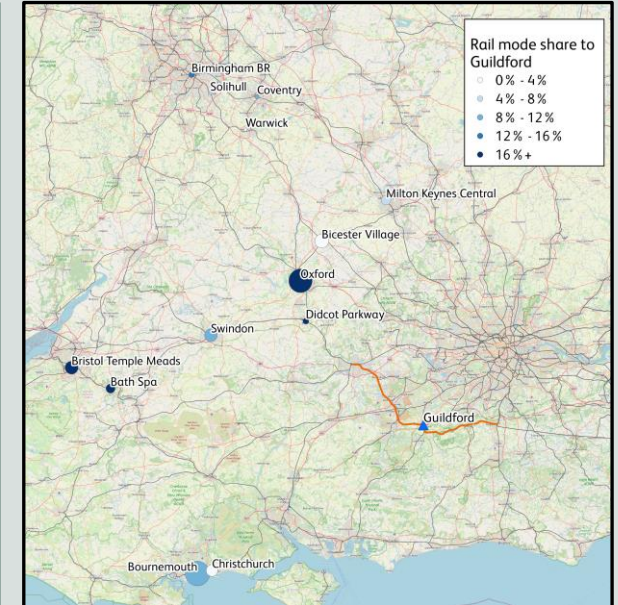 Rail mode share to
Guildford
0% - 4%
4% - 8%
8% - 12%
12% - 16%
16%+
Birmingham BR
Solihull
Coventry
Warwick
Milton Keynes Central
Bicester Village
Oxford
Didcot Parkway
Swindon
Bristol Temple Meads
Bath Spa
Guildford
Bournemouth
Christchurch